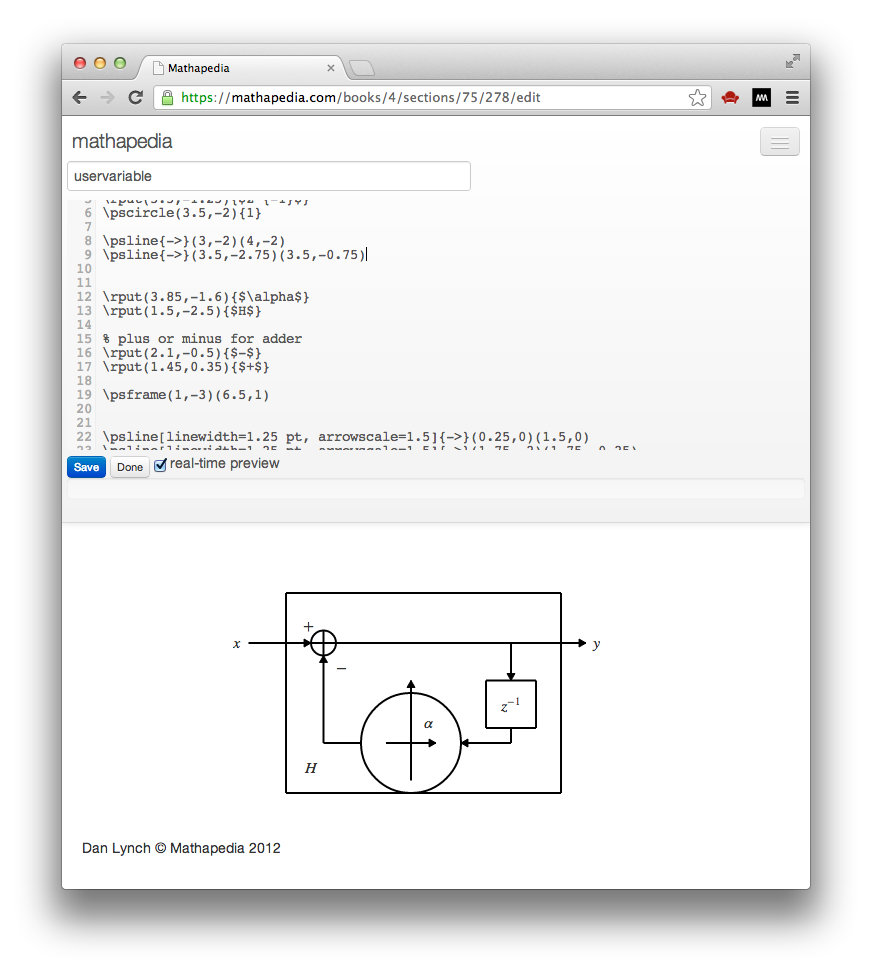 Mathapedia
https://mathapedia.com/books/4/sections/75/278/edit
mathapedia
uservariable
6 \pscircle(3.5,-2){1}
7
8 \psline{->}(3,-2)(4,-2)
9 \psline{->}(3.5,-2.75)(3.5,-0.75)
10
11
12 \rput(3.85,-1.6){$\alpha$}
13 \rput(1.5,-2.5){$H$}
14
15 % plus or minus for adder
16 \rput(2.1,-0.5){$-$}
17 \rput(1.45,0.35){$+$}
18
19 \psframe(1,-3)(6.5,1)
20
21
22 \psline[linewidth=1.25 pt, arrowscale=1.5]{->}(0.25,0)(1.5,0)
Save Done real-time preview
+
x y
−
z⁻¹
α
H
Dan Lynch © Mathapedia 2012